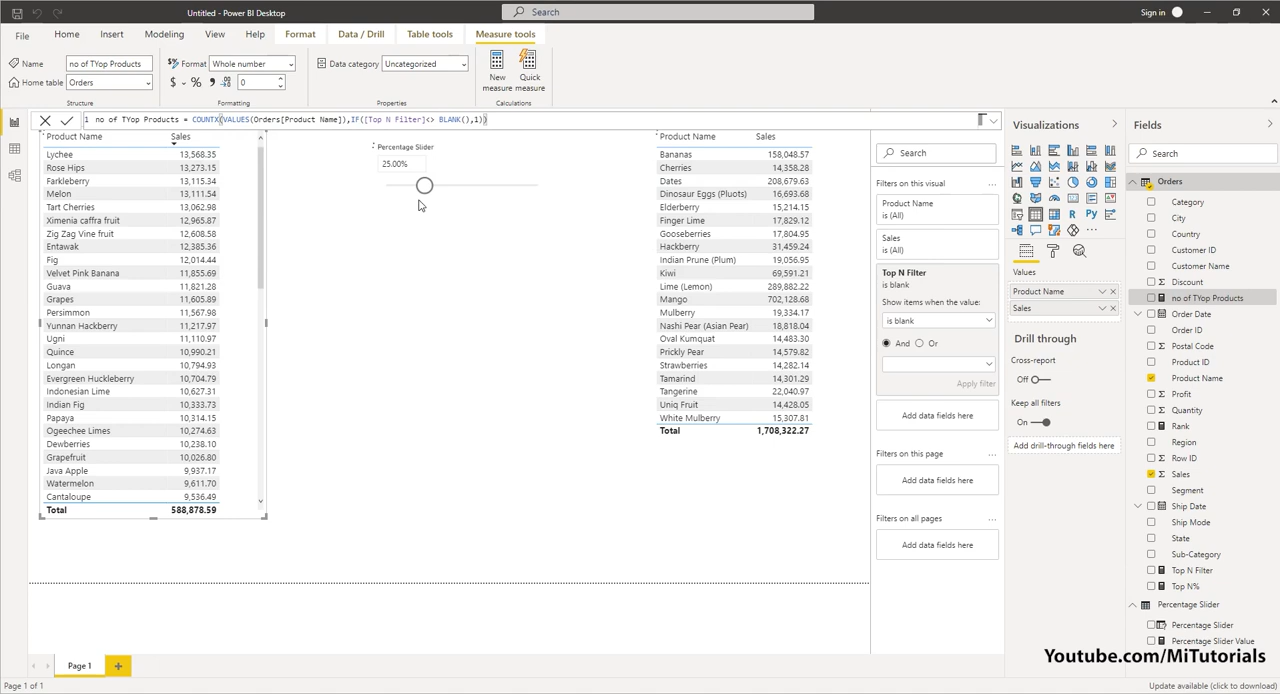 Untitled - Power BI Desktop
Search
Sign in
File
Home
Insert
Modeling
View
Help
Format
Data / Drill
Table tools
Measure tools
Name
no of TYop Products
Home table
Orders
Structure
Format
Whole number
$
%
0
Formatting
Data category
Uncategorized
Properties
New measure
Quick measure
Calculations
1 no of TYop Products = COUNTX(VALUES(Orders[Product Name]),IF([Top N Filter]<> BLANK(),1))
Product Name Sales
Lychee 13,568.35
Rose Hips 13,273.15
Farkleberry 13,115.34
Melon 13,111.54
Tart Cherries 13,062.98
Ximenia caffra fruit 12,965.87
Zig Zag Vine fruit 12,608.58
Entawak 12,385.36
Fig 12,014.44
Velvet Pink Banana 11,855.69
Guava 11,821.28
Grapes 11,605.89
Persimmon 11,567.98
Yunnan Hackberry 11,217.97
Ugni 11,110.97
Quince 10,990.21
Longan 10,794.93
Evergreen Huckleberry 10,704.79
Indonesian Lime 10,627.31
Indian Fig 10,333.73
Papaya 10,314.15
Ogeechee Limes 10,274.63
Dewberries 10,238.10
Grapefruit 10,026.80
Java Apple 9,937.17
Watermelon 9,611.70
Cantaloupe 9,536.49
Total 588,878.59
Percentage Slider
25.00%
Product Name Sales
Bananas 158,048.57
Cherries 14,358.28
Dates 208,679.63
Dinosaur Eggs (Pluots) 16,693.68
Elderberry 15,214.15
Finger Lime 17,829.12
Gooseberries 17,804.95
Hackberry 31,459.24
Indian Prune (Plum) 19,056.95
Kiwi 69,591.21
Lime (Lemon) 289,882.22
Mango 702,128.68
Mulberry 19,334.17
Nashi Pear (Asian Pear) 18,818.04
Oval Kumquat 14,483.30
Prickly Pear 14,579.82
Strawberries 14,282.14
Tamarind 14,301.29
Tangerine 22,040.97
Uniq Fruit 14,428.05
White Mulberry 15,307.81
Total 1,708,322.27
Search
Filters on this visual
Product Name
is (All)
Sales
is (All)
Top N Filter
is blank
Show items when the value:
is blank
And
Or
Apply filter
Add data fields here
Filters on this page
Add data fields here
Filters on all pages
Add data fields here
Visualizations
R
Py
Values
Product Name
Sales
Drill through
Cross-report
Off
Keep all filters
On
Add drill-through fields here
Fields
Search
Orders
Category
City
Country
Customer ID
Customer Name
Discount
no of TYop Products
Order Date
Order ID
Postal Code
Product ID
Product Name
Profit
Quantity
Rank
Region
Row ID
Sales
Segment
Ship Date
Ship Mode
State
Sub-Category
Top N Filter
Top N%
Percentage Slider
Percentage Slider
Percentage Slider Value
Youtube.com/MiTutorials
Page 1
Page 1 of 1
Update available (click to download)